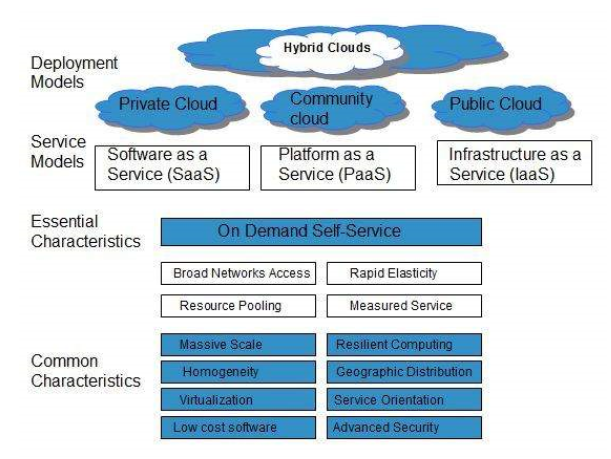 Hybrid Clouds
Deployment
Models
Private Cloud
Community
cloud
Public Cloud
Service
Models
Software as a
Service (SaaS)
Platform as a
Service (PaaS)
Infrastructure as a
Service (IaaS)
Essential
Characteristics
On Demand Self-Service
Broad Networks Access
Rapid Elasticity
Resource Pooling
Measured Service
Common
Characteristics
Massive Scale
Resilient Computing
Homogeneity
Geographic Distribution
Virtualization
Service Orientation
Low cost software
Advanced Security